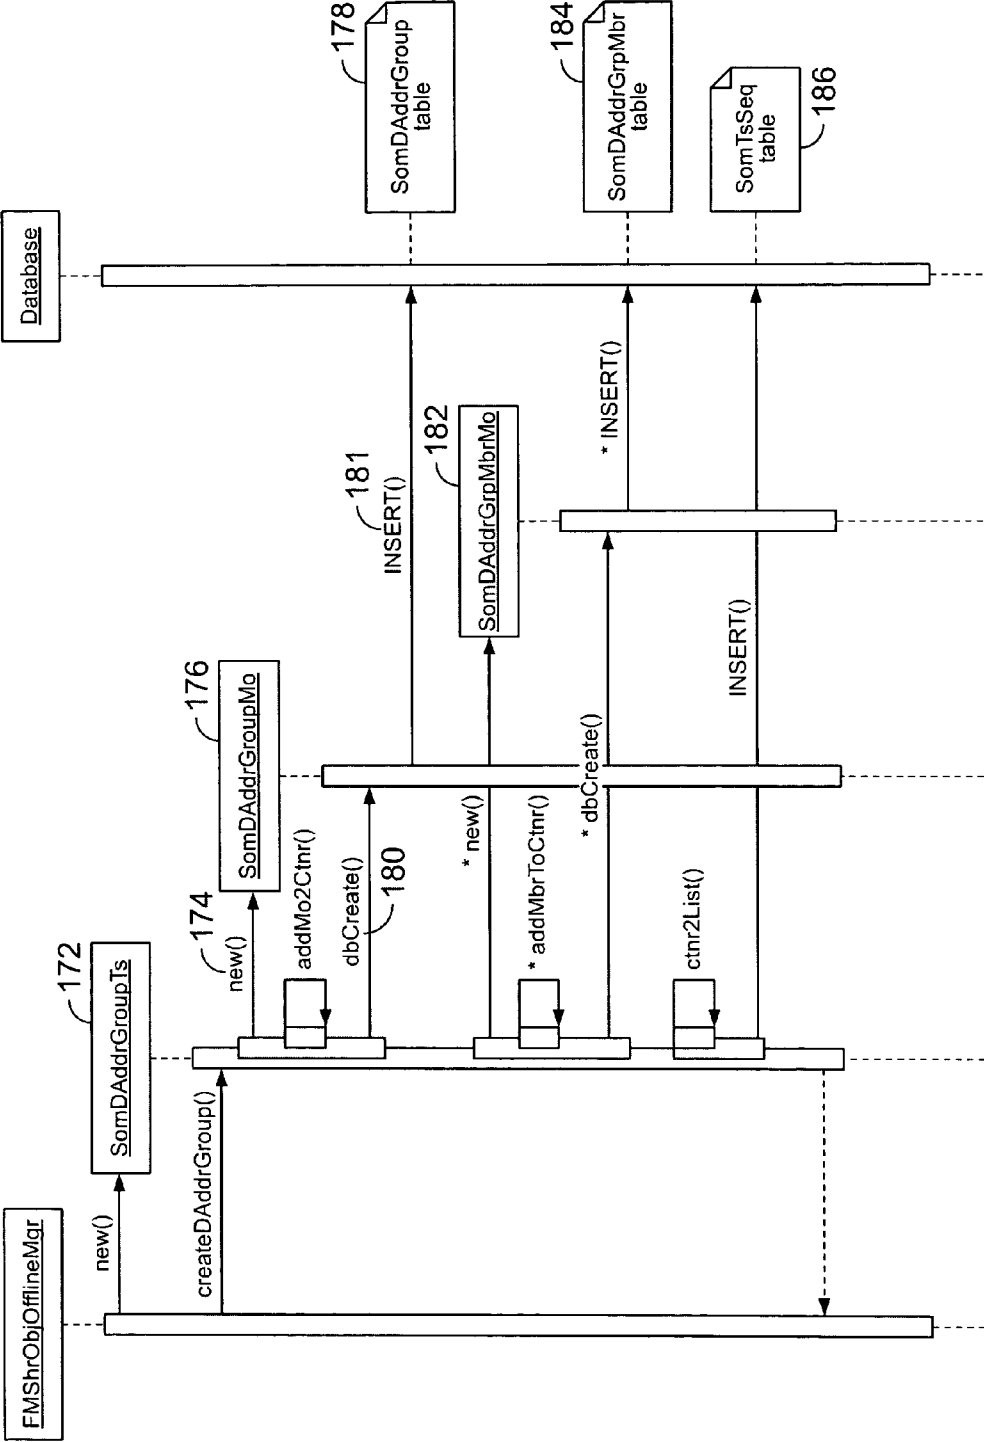 FMShrObjOfflineMgr
Database
new()
172
SomDAddrGroupTs
createDAddrGroup()
174
new()
176
SomDAddrGroupMo
addMo2Ctnr()
dbCreate()
180
181
INSERT()
178
SomDAddrGroup
table
* new()
182
SomDAddrGrpMbrMo
* addMbrToCtnr()
* dbCreate()
* INSERT()
184
SomDAddrGrpMbr
table
ctnr2List()
INSERT()
SomTsSeq
table
186